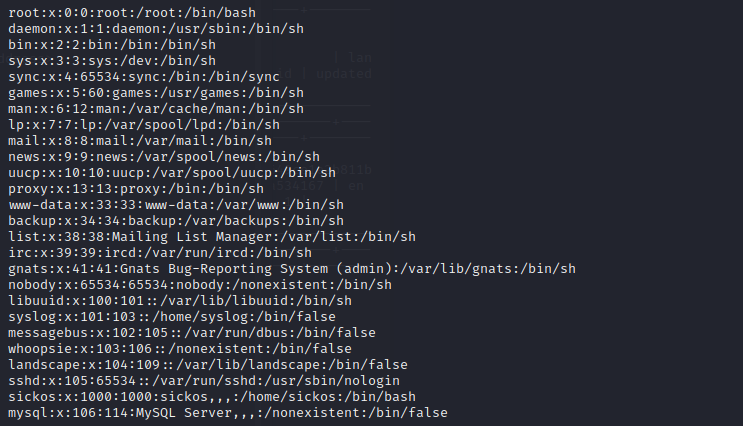 root:x:0:0:root:/root:/bin/bash
daemon:x:1:1:daemon:/usr/sbin:/bin/sh
bin:x:2:2:bin:/bin:/bin/sh
sys:x:3:3:sys:/dev:/bin/sh
sync:x:4:65534:sync:/bin:/bin/sync
games:x:5:60:games:/usr/games:/bin/sh
man:x:6:12:man:/var/cache/man:/bin/sh
lp:x:7:7:lp:/var/spool/lpd:/bin/sh
mail:x:8:8:mail:/var/mail:/bin/sh
news:x:9:9:news:/var/spool/news:/bin/sh
uucp:x:10:10:uucp:/var/spool/uucp:/bin/sh
proxy:x:13:13:proxy:/bin:/bin/sh
www-data:x:33:33:www-data:/var/www:/bin/sh
backup:x:34:34:backup:/var/backups:/bin/sh
list:x:38:38:Mailing List Manager:/var/list:/bin/sh
irc:x:39:39:ircd:/var/run/ircd:/bin/sh
gnats:x:41:41:Gnats Bug-Reporting System (admin):/var/lib/gnats:/bin/sh
nobody:x:65534:65534:nobody:/nonexistent:/bin/sh
libuuid:x:100:101::/var/lib/libuuid:/bin/sh
syslog:x:101:103::/home/syslog:/bin/false
messagebus:x:102:105::/var/run/dbus:/bin/false
whoopsie:x:103:106::/nonexistent:/bin/false
landscape:x:104:109::/var/lib/landscape:/bin/false
sshd:x:105:65534::/var/run/sshd:/usr/sbin/nologin
sickos:x:1000:1000:sickos,,,:/home/sickos:/bin/bash
mysql:x:106:114:MySQL Server,,,:/nonexistent:/bin/false